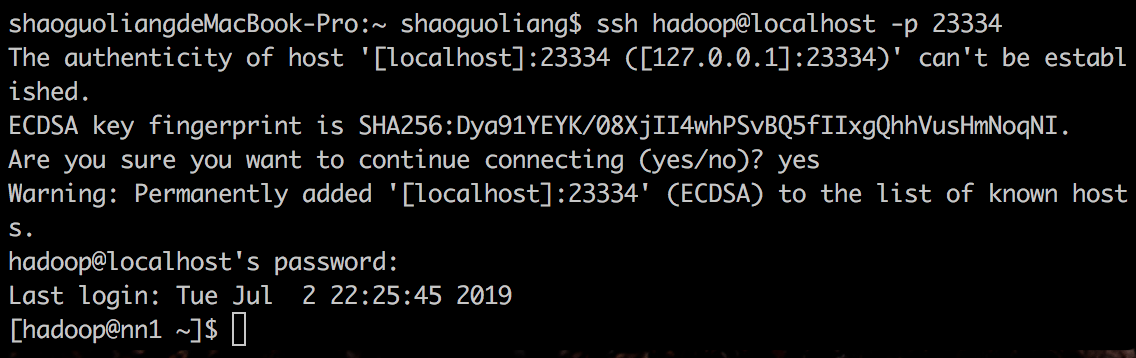 shaoguoliangdeMacBook-Pro:~ shaoguoliang$ ssh hadoop@localhost -p 23334
The authenticity of host '[localhost]:23334 ([127.0.0.1]:23334)' can't be establ
ished.
ECDSA key fingerprint is SHA256:Dya91YEYK/08XjII4whPSvBQ5fIIxgQhhVusHmNoqNI.
Are you sure you want to continue connecting (yes/no)? yes
Warning: Permanently added '[localhost]:23334' (ECDSA) to the list of known host
s.
hadoop@localhost's password:
Last login: Tue Jul  2 22:25:45 2019
[hadoop@nn1 ~]$